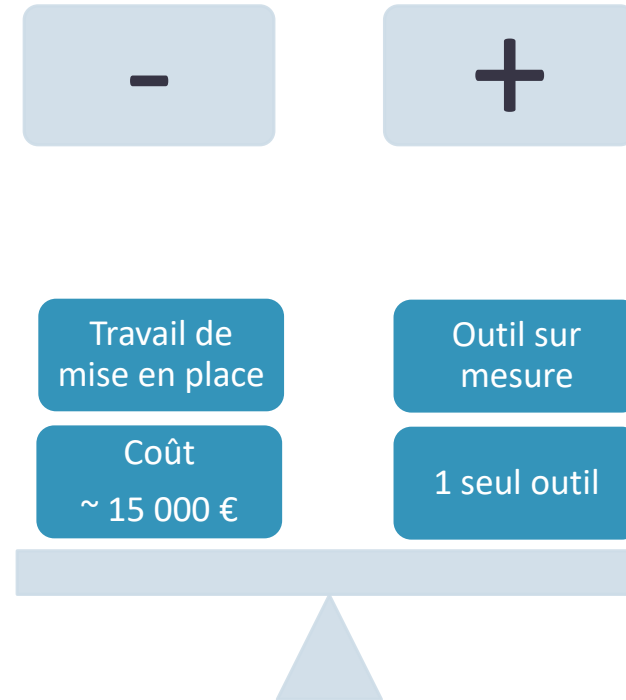 -
+
Travail de
mise en place
Outil sur
mesure
Coût
~ 15 000 €
1 seul outil